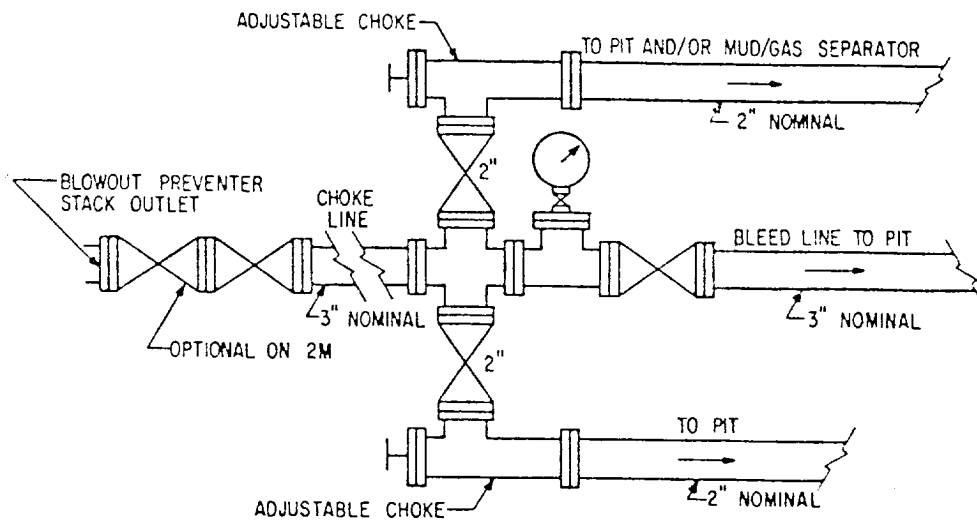 ADJUSTABLE CHOKE
TO PIT AND/OR MUD/GAS SEPARATOR
2" NOMINAL
2"
BLOWOUT PREVENTER
STACK OUTLET
CHOKE
LINE
BLEED LINE TO PIT
3" NOMINAL
3" NOMINAL
OPTIONAL ON 2M
2"
TO PIT
2" NOMINAL
ADJUSTABLE CHOKE